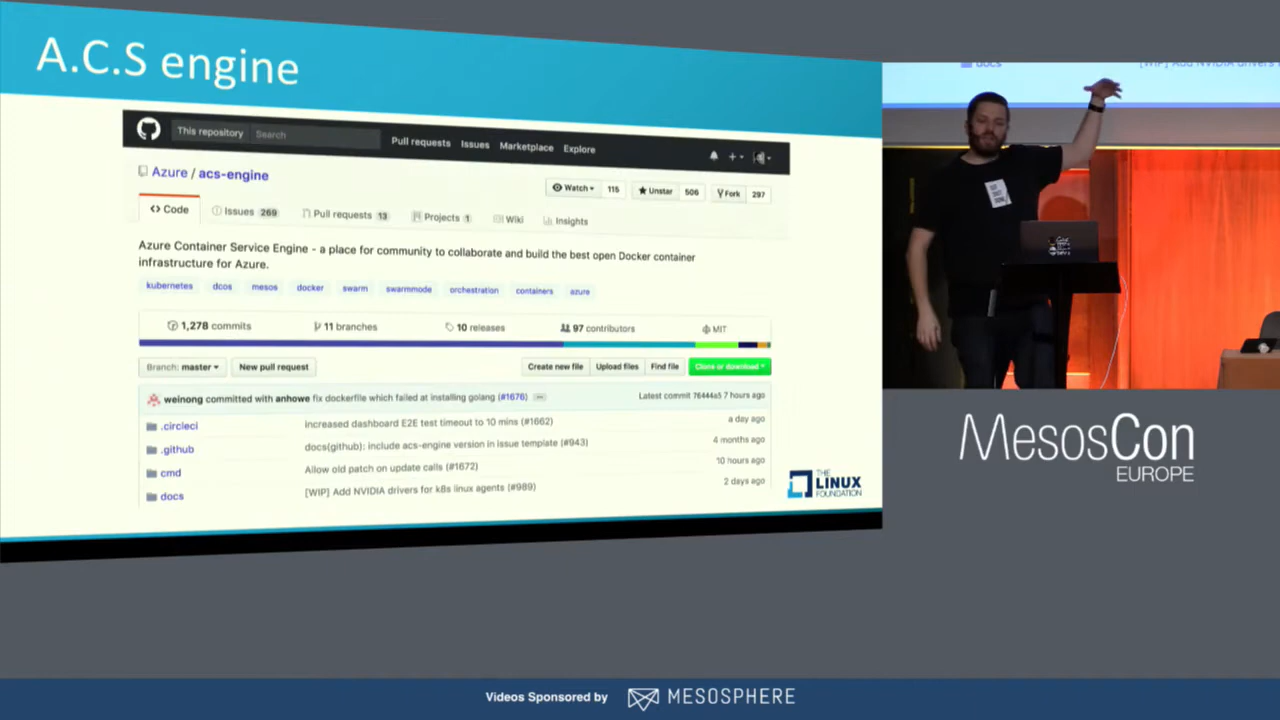 A.C.S engine
This repository Search Pull requests Issues Marketplace Explore
Azure / acs-engine
Watch 115 Unstar 506 Fork 297
Code Issues 269 Pull requests 13 Projects 1 Wiki Insights
Azure Container Service Engine - a place for community to collaborate and build the best open Docker container
infrastructure for Azure.
kubernetes dcos mesos docker swarm swarmmode orchestration containers azure
1,278 commits 11 branches 10 releases 97 contributors MIT
Branch: master New pull request Create new file Upload files Find file Clone or download
weinong committed with anhowe fix dockerfile which failed at installing golang (#1676) Latest commit 76444a5 7 hours ago
.circleci Increased dashboard E2E test timeout to 10 mins (#1662) a day ago
.github docs(github): include acs-engine version in issue template (#943) 4 months ago
cmd Allow old patch on update calls (#1672) 10 hours ago
docs [WIP] Add NVIDIA drivers for k8s linux agents (#989) 2 days ago
THE
LINUX
FOUNDATION
docs [WIP] Add NVIDIA drivers
MesosCon
EUROPE
Videos Sponsored by MESOSPHERE